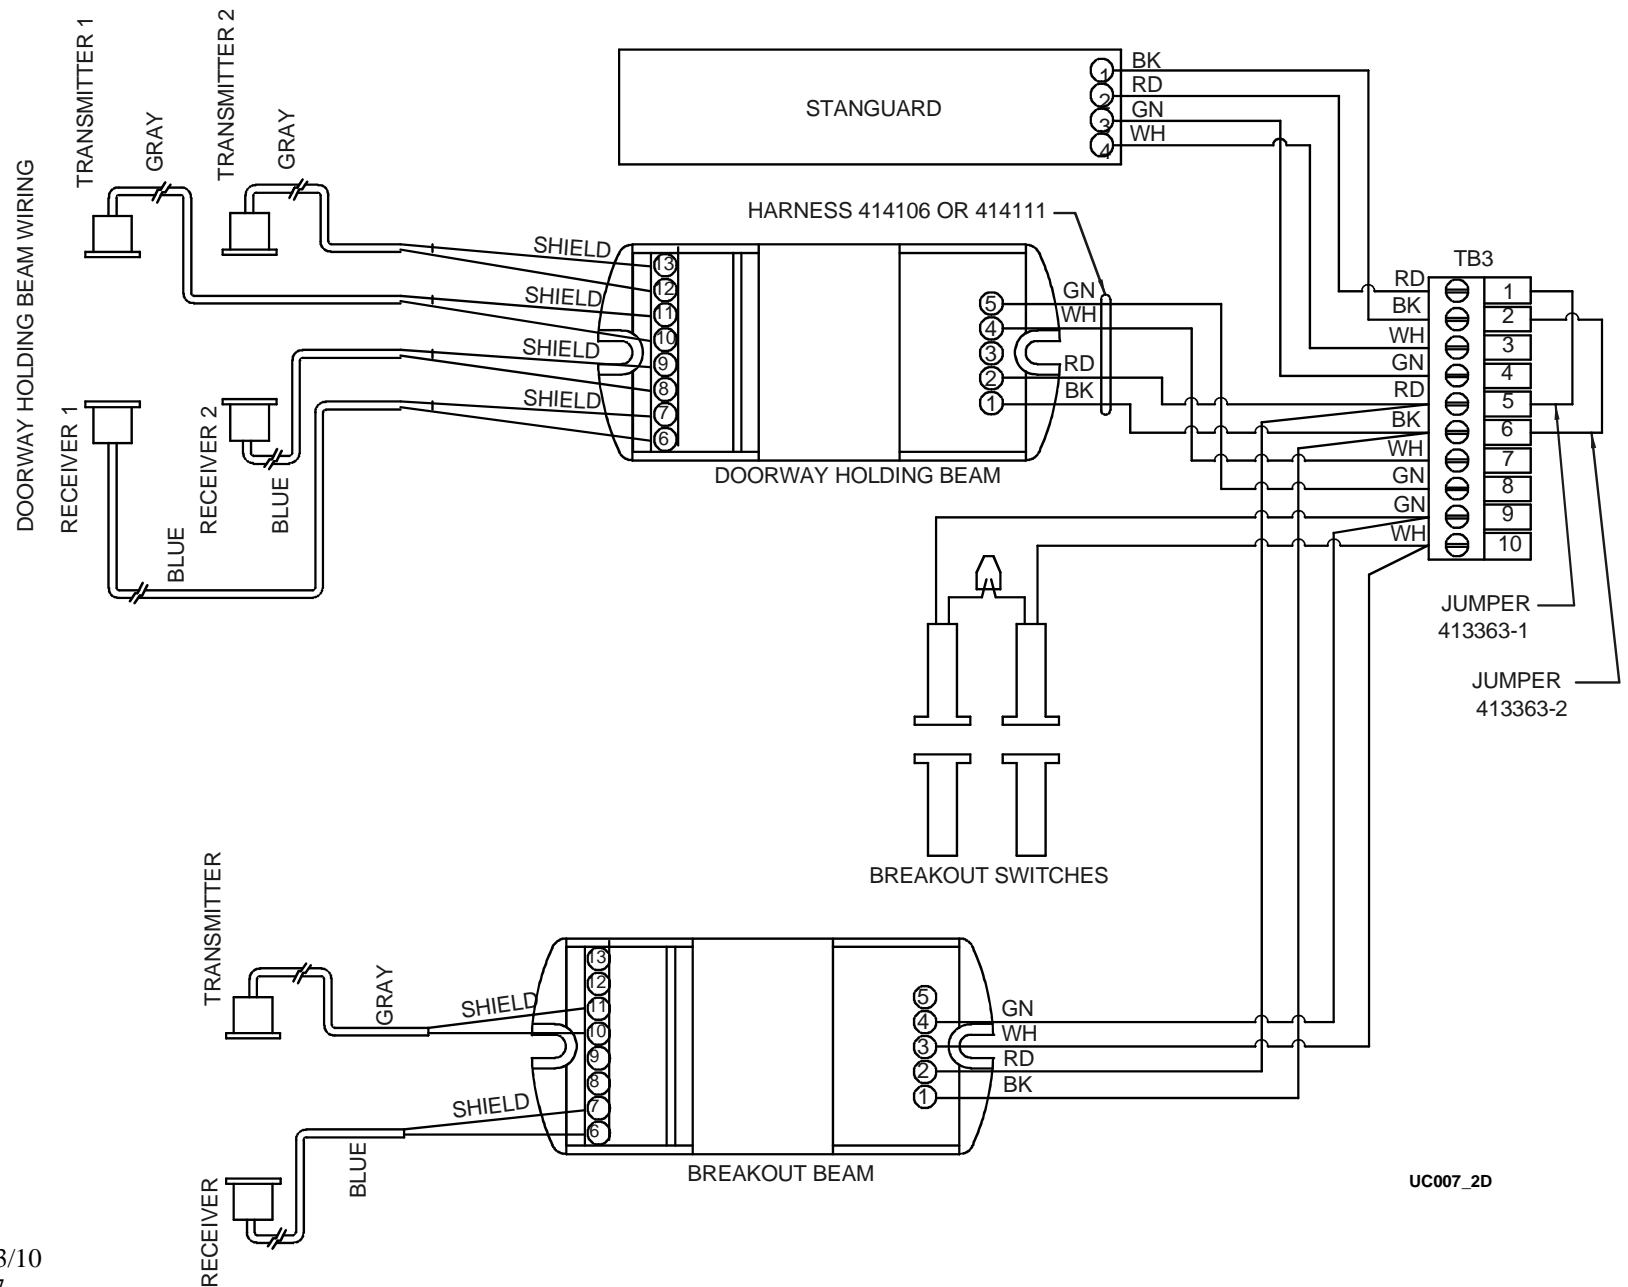 DOORWAY HOLDING BEAM WIRING
TRANSMITTER 1
GRAY
TRANSMITTER 2
GRAY
RECEIVER 1
BLUE
RECEIVER 2
BLUE
STANGUARD
1 BK
2 RD
3 GN
4 WH
HARNESS 414106 OR 414111
SHIELD
SHIELD
SHIELD
SHIELD
13
12
11
10
9
8
7
6
5 GN
4 WH
3
2 RD
1 BK
DOORWAY HOLDING BEAM
TB3
RD 1
BK 2
WH 3
GN 4
RD 5
BK 6
WH 7
GN 8
GN 9
WH 10
JUMPER
413363-1
JUMPER
413363-2
BREAKOUT SWITCHES
TRANSMITTER
GRAY
SHIELD
RECEIVER
BLUE
SHIELD
13
12
11
10
9
8
7
6
5
4 GN
3 WH
2 RD
1 BK
BREAKOUT BEAM
UC007_2D
3/10